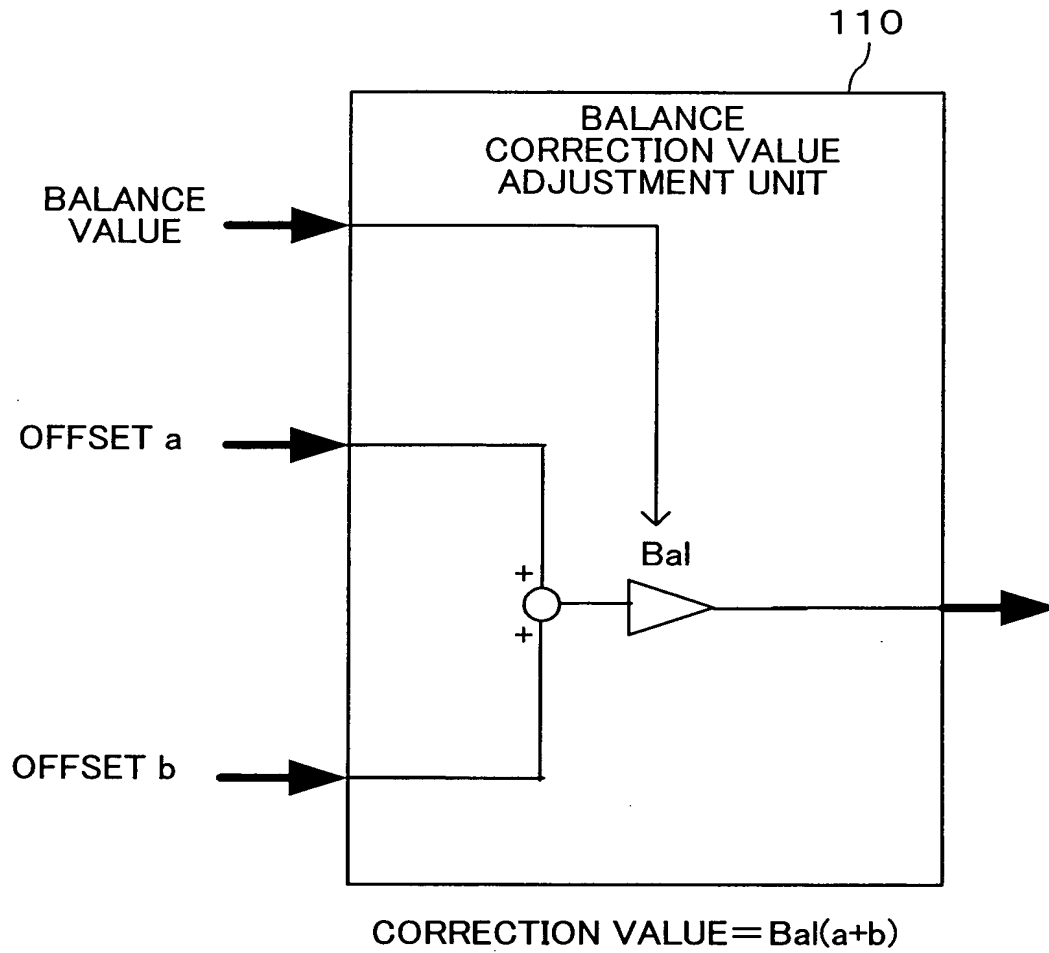 110
BALANCE
CORRECTION VALUE
ADJUSTMENT UNIT
BALANCE
VALUE
OFFSET a
Bal
+
+
OFFSET b
CORRECTION VALUE=Bal(a+b)